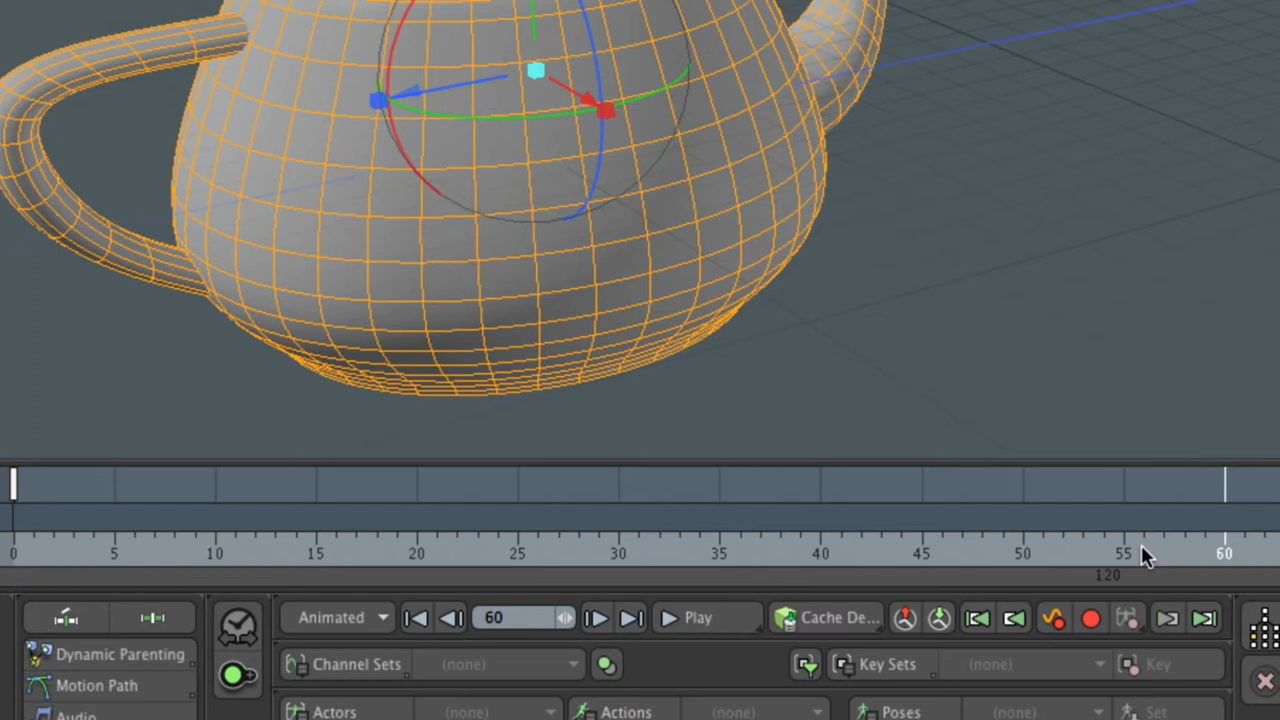 0 5 10 15 20 25 30 35 40 45 50 55 60
120
Animated 60 Play Cache De...
Dynamic Parenting Channel Sets (none) Key Sets (none) Key
Motion Path
Audio Actors (none) Actions (none) Poses (none) Set